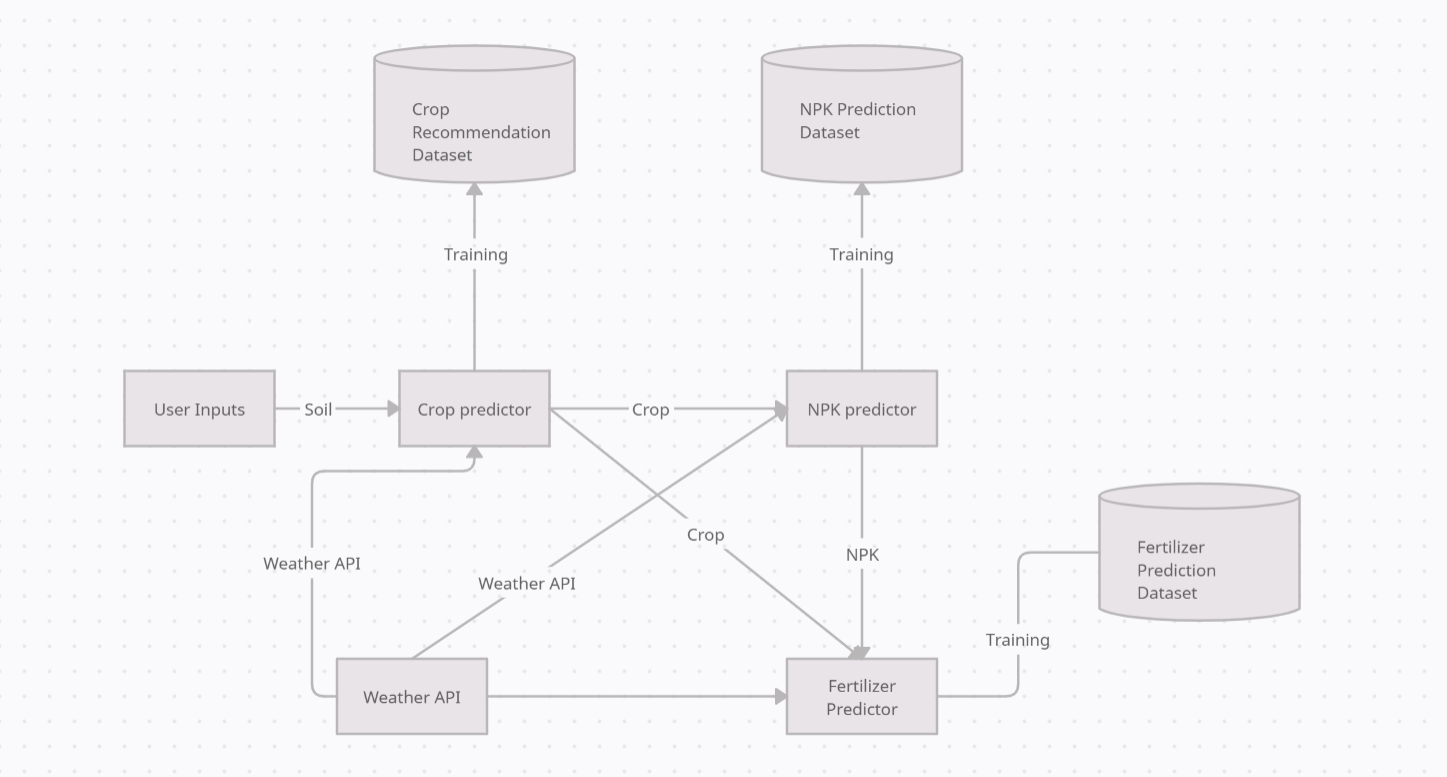 Crop
Recommendation
Dataset
NPK Prediction
Dataset
Training
Training
User Inputs
Soil
Crop predictor
Crop
NPK predictor
Crop
NPK
Weather API
Weather API
Fertilizer
Prediction
Dataset
Training
Weather API
Fertilizer
Predictor